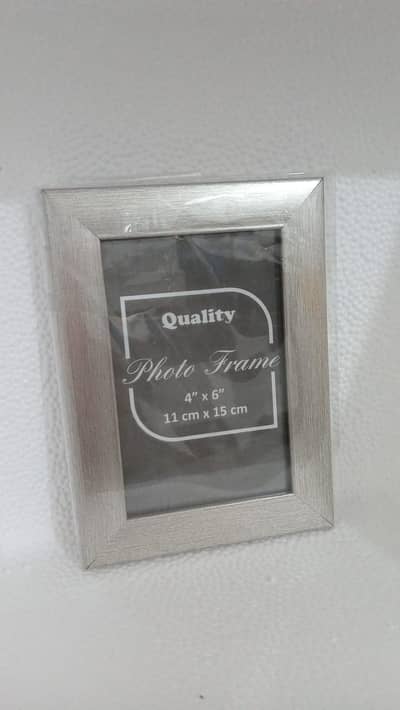 Quality
Photo Frame
4" x 6"
11 cm x 15 cm